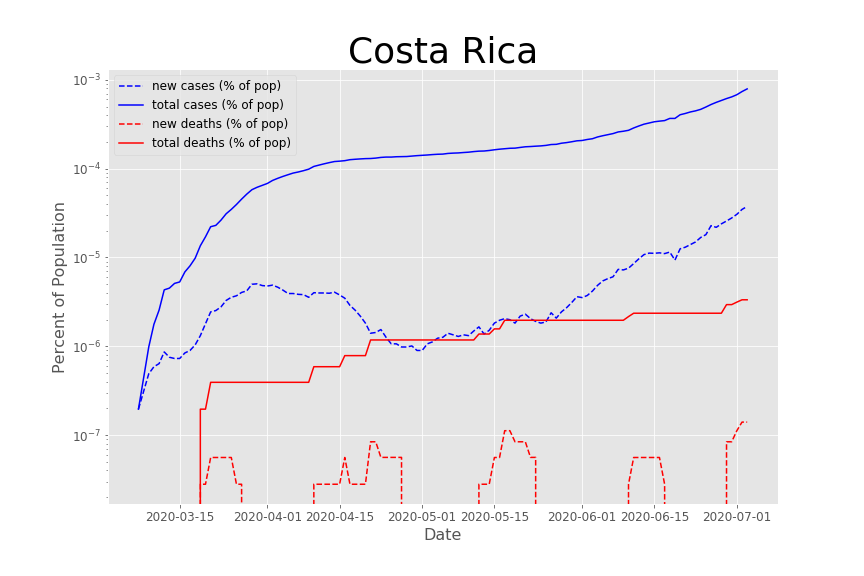 Costa Rica
new cases (% of pop)
total cases (% of pop)
new deaths (% of pop)
total deaths (% of pop)
Percent of Population
10⁻³
10⁻⁴
10⁻⁵
10⁻⁶
10⁻⁷
2020-03-15 2020-04-01 2020-04-15 2020-05-01 2020-05-15 2020-06-01 2020-06-15 2020-07-01
Date